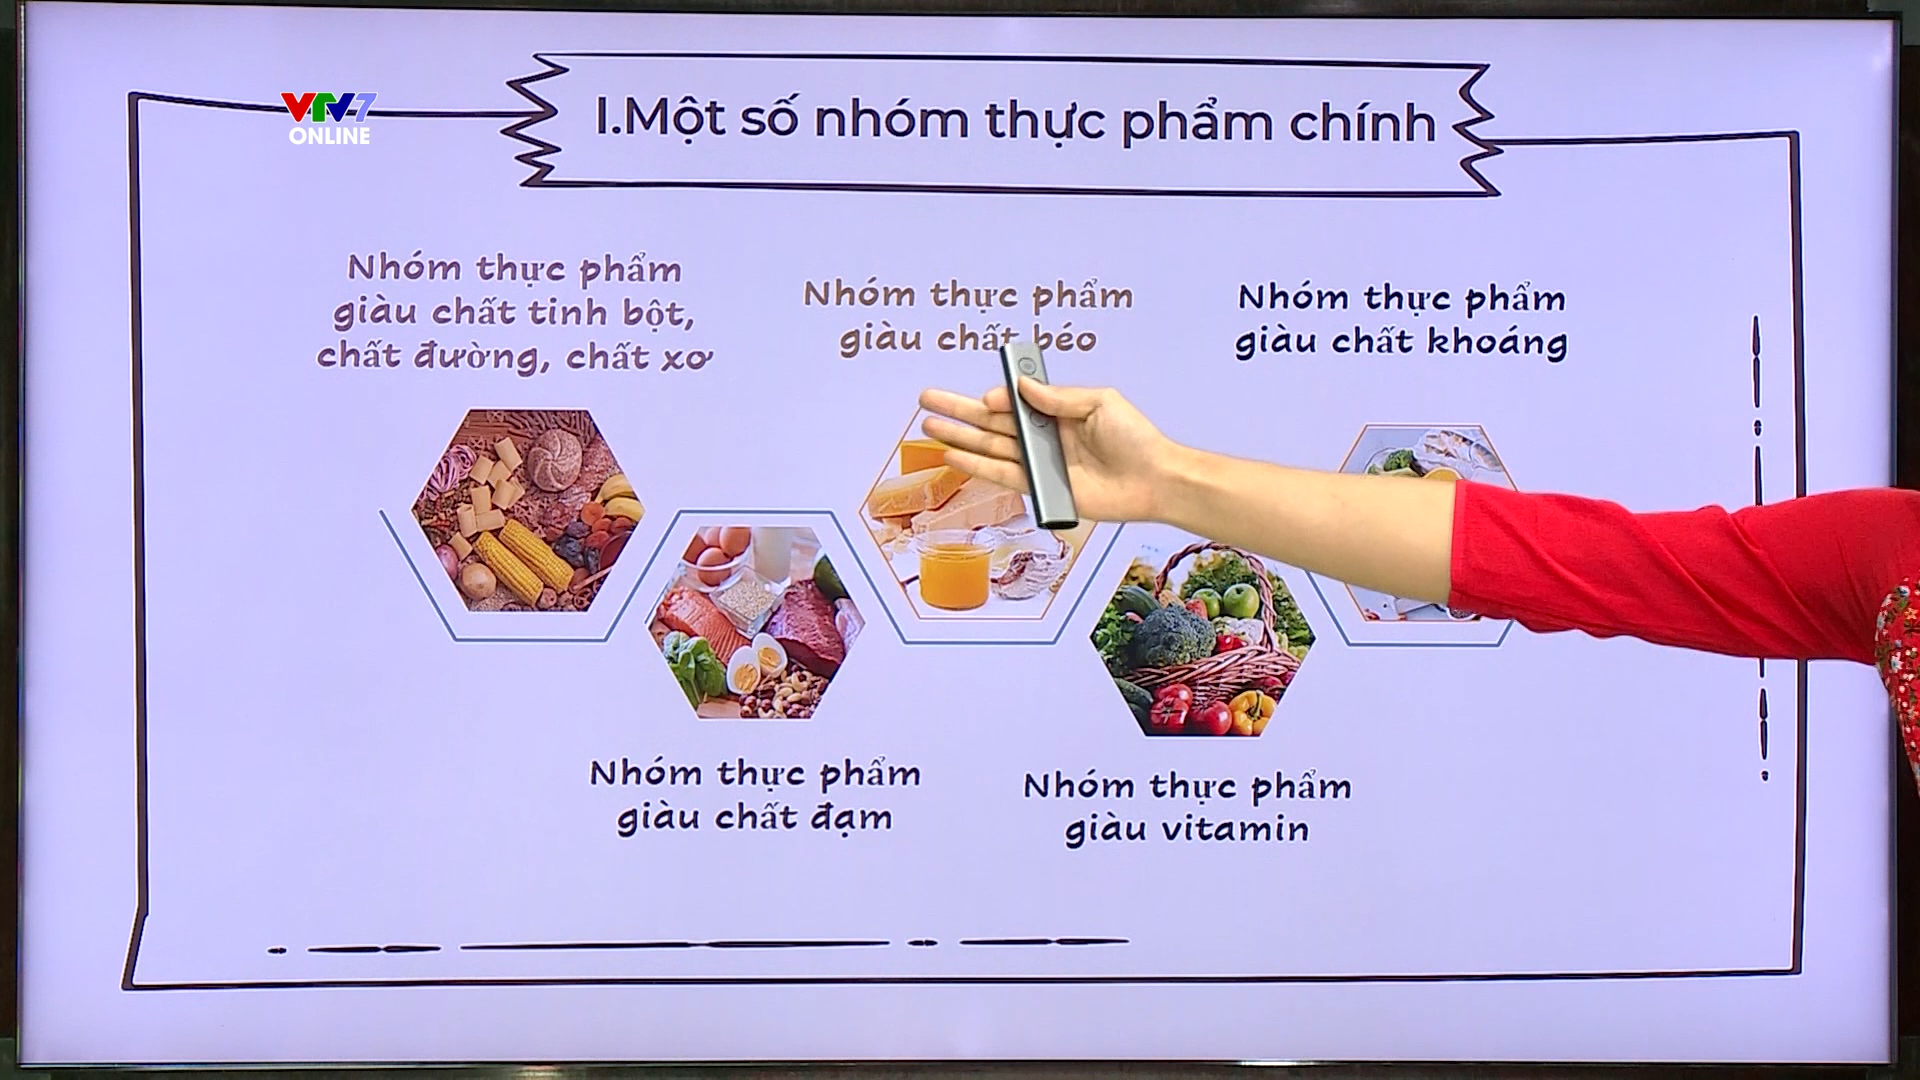 VTV7
ONLINE
I.Một số nhóm thực phẩm chính
Nhóm thực phẩm
giàu chất tinh bột,
chất đường, chất xơ
Nhóm thực phẩm
giàu chất béo
Nhóm thực phẩm
giàu chất khoáng
Nhóm thực phẩm
giàu chất đạm
Nhóm thực phẩm
giàu vitamin